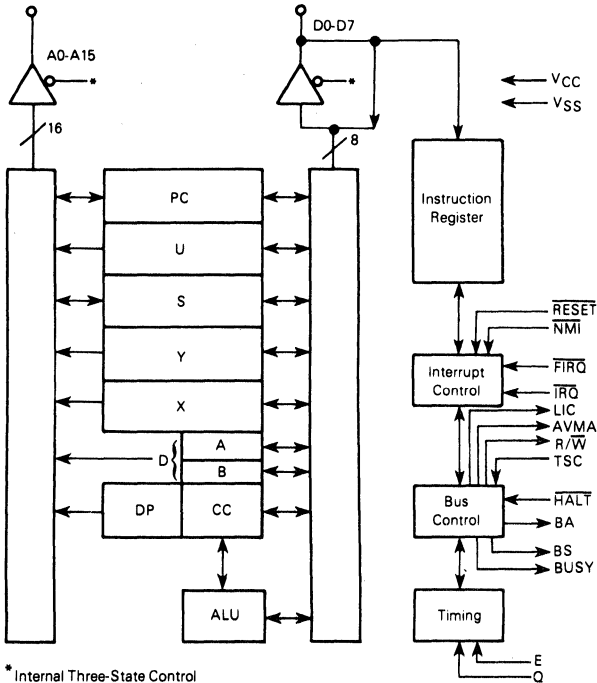 A0-A15
D0-D7
*
*
VCC
VSS
16
8
PC
U
S
Y
X
D{
A
B
DP
CC
ALU
Instruction
Register
RESET
NMI
Interrupt
Control
FIRQ
IRQ
LIC
AVMA
R/W
TSC
Bus
Control
HALT
BA
BS
BUSY
Timing
E
Q
* Internal Three-State Control